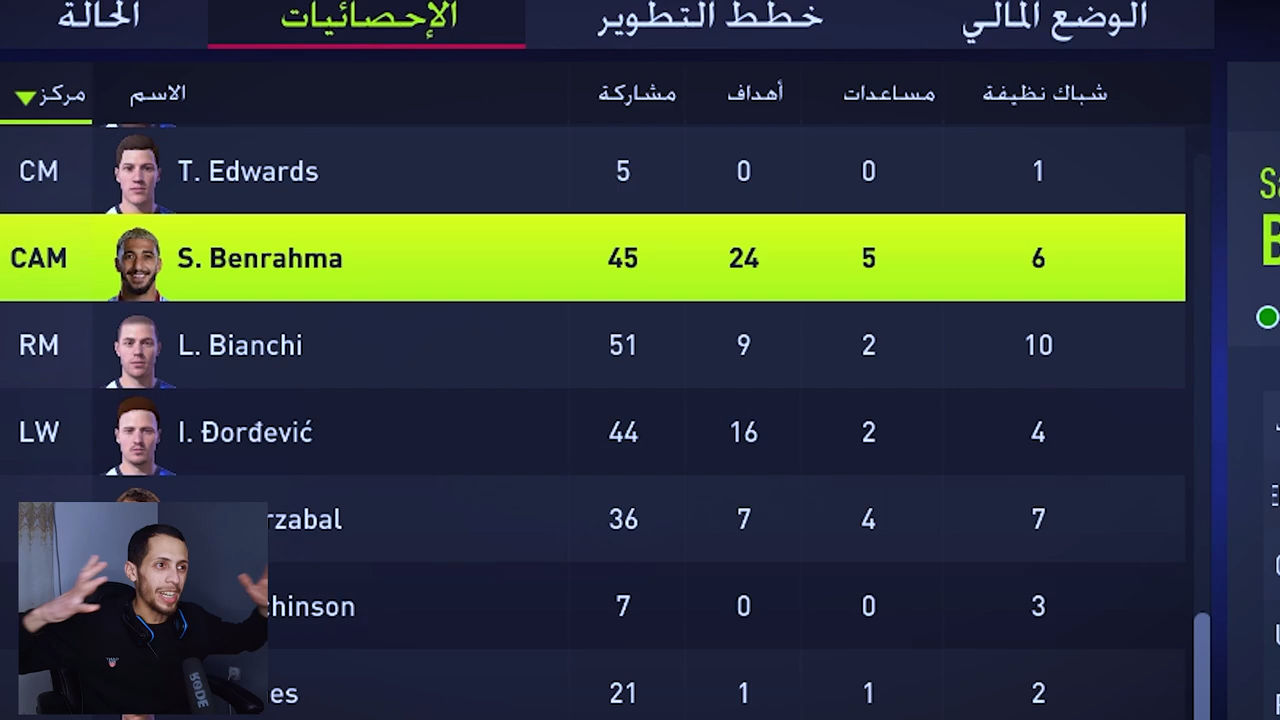 الوضع المالي خطط التطوير الإحصائيات الحالة
مركز الاسم مشاركة أهداف مساعدات شباك نظيفة
CM T. Edwards 5 0 0 1
CAM S. Benrahma 45 24 5 6
RM L. Bianchi 51 9 2 10
LW I. Đorđević 44 16 2 4
rzabal 36 7 4 7
chinson 7 0 0 3
es 21 1 1 2
RODE